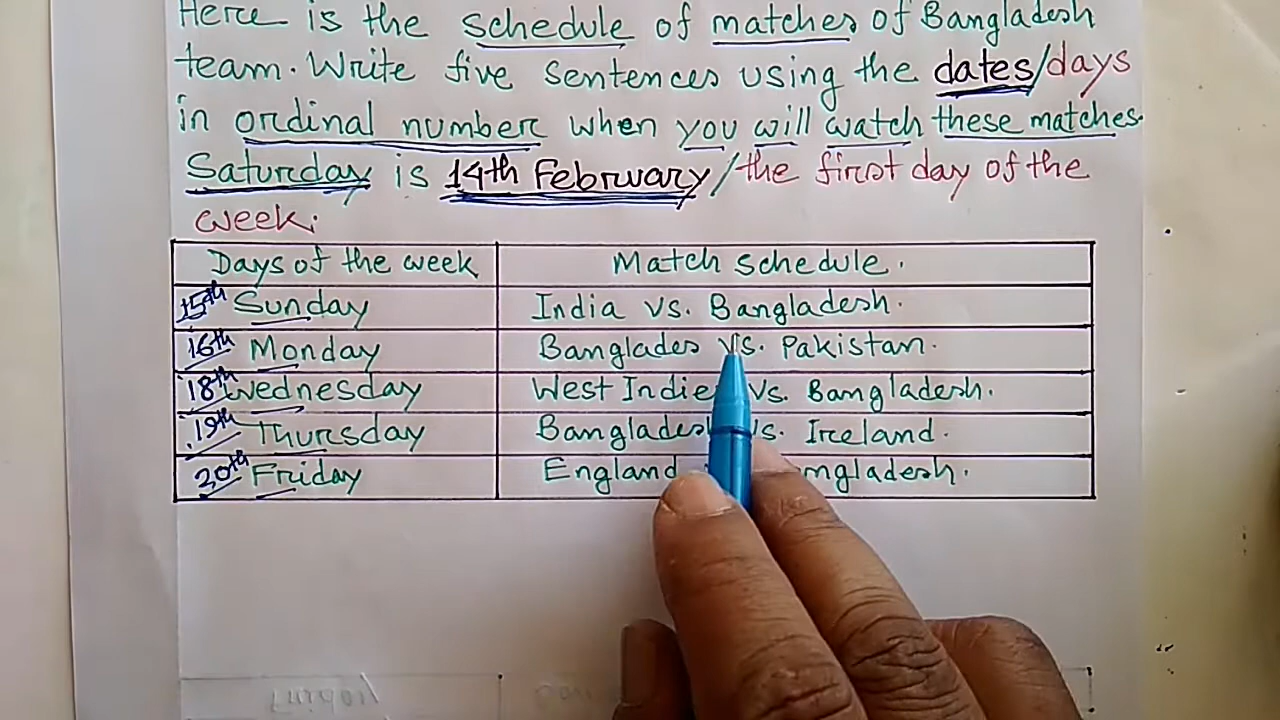 Here is the schedule of matches of Bangladesh
team. Write five sentences using the dates/days
in ordinal number when you will watch these matches.
Saturday is 14th February/the first day of the
week:
Days of the week Match schedule.
15th Sunday India vs. Bangladesh.
16th Monday Banglades vs. Pakistan.
18th Wednesday West Indies vs. Bangladesh.
19th Thursday Bangladesh vs. Ireland.
20th Friday England